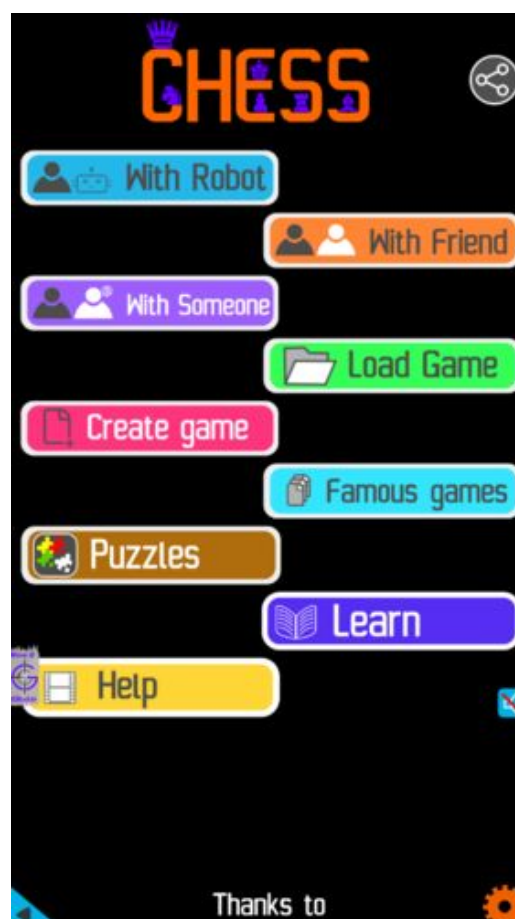 CHESS
With Robot
With Friend
With Someone
Load Game
Create game
Famous games
Puzzles
Learn
Help
Thanks to